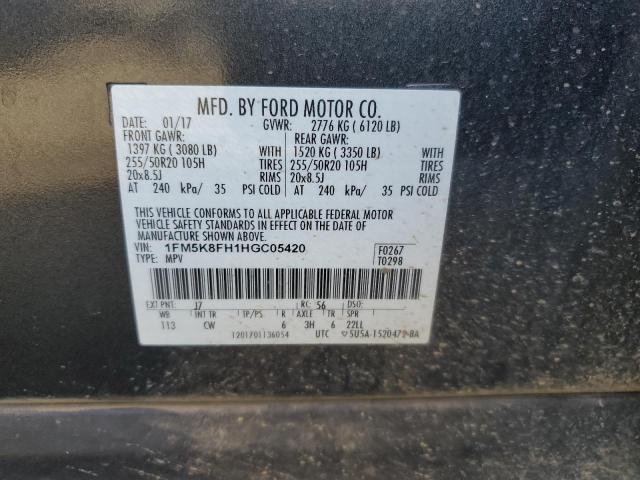 MFD. BY FORD MOTOR CO.
DATE: 01/17 GVWR: 2776 KG ( 6120 LB)
FRONT GAWR: REAR GAWR:
1397 KG ( 3080 LB) WITH 1520 KG ( 3350 LB) WITH
255/50R20 105H TIRES 255/50R20 105H TIRES
20x8.5J RIMS 20x8.5J RIMS
AT 240 kPa/ 35 PSI COLD AT 240 kPa/ 35 PSI COLD
THIS VEHICLE CONFORMS TO ALL APPLICABLE FEDERAL MOTOR
VEHICLE SAFETY STANDARDS IN EFFECT ON THE DATE OF
MANUFACTURE SHOWN ABOVE.
VIN: 1FM5K8FH1HGC05420 F0267
TYPE: MPV T0298
EXT PNT: J7 RC: 56 DSO:
WB INT TR TP/PS R AXLE TR SPR
113 CW 6 3H 6 22LL
1201701136054 UTC 5U5A-1520472-BA